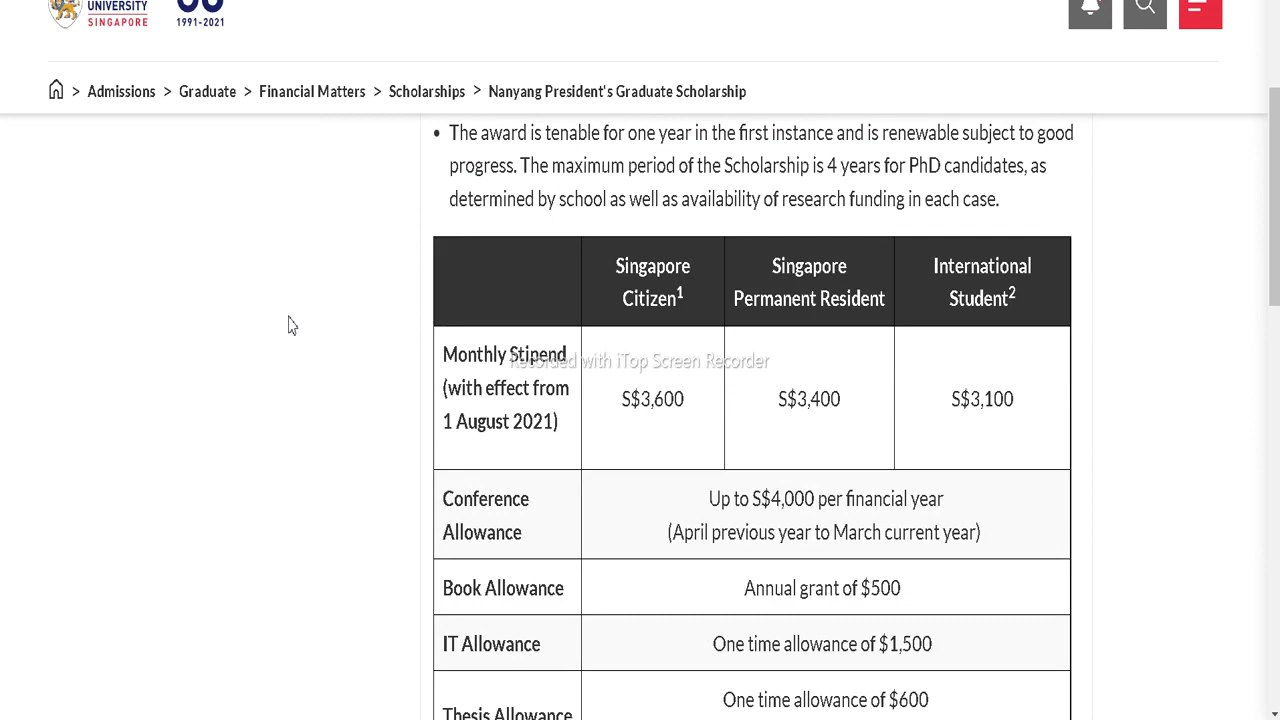 UNIVERSITY
SINGAPORE
1991-2021
> Admissions > Graduate > Financial Matters > Scholarships > Nanyang President's Graduate Scholarship
• The award is tenable for one year in the first instance and is renewable subject to good
progress. The maximum period of the Scholarship is 4 years for PhD candidates, as
determined by school as well as availability of research funding in each case.
Singapore
Citizen1
Singapore
Permanent Resident
International
Student2
Monthly Stipend
(with effect from
1 August 2021)
S$3,600
S$3,400
S$3,100
Recorded with iTop Screen Recorder
Conference
Allowance
Up to S$4,000 per financial year
(April previous year to March current year)
Book Allowance
Annual grant of $500
IT Allowance
One time allowance of $1,500
Thesis Allowance
One time allowance of $600